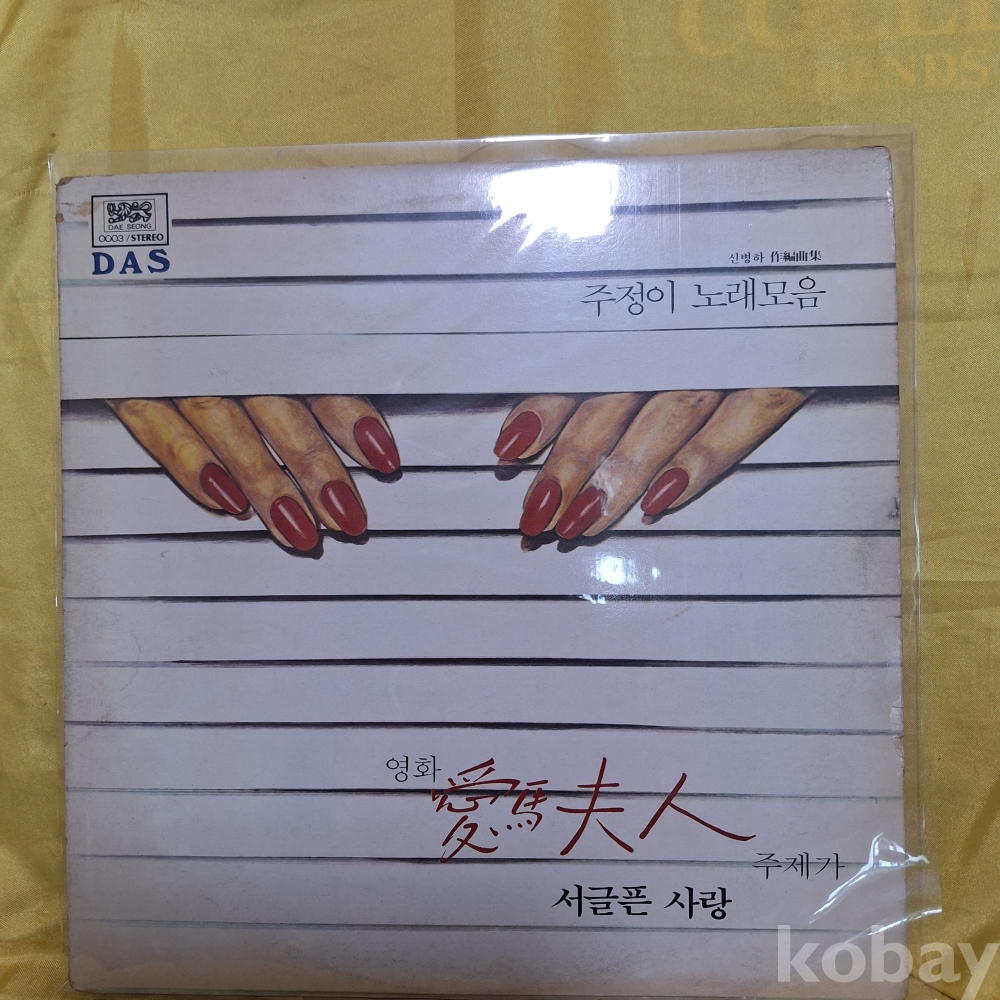 DAE SEONG
0003/STEREO
DAS
신병하 作編曲集
주정이 노래모음
영화
愛馬夫人
주제가
서글픈 사랑
kobay